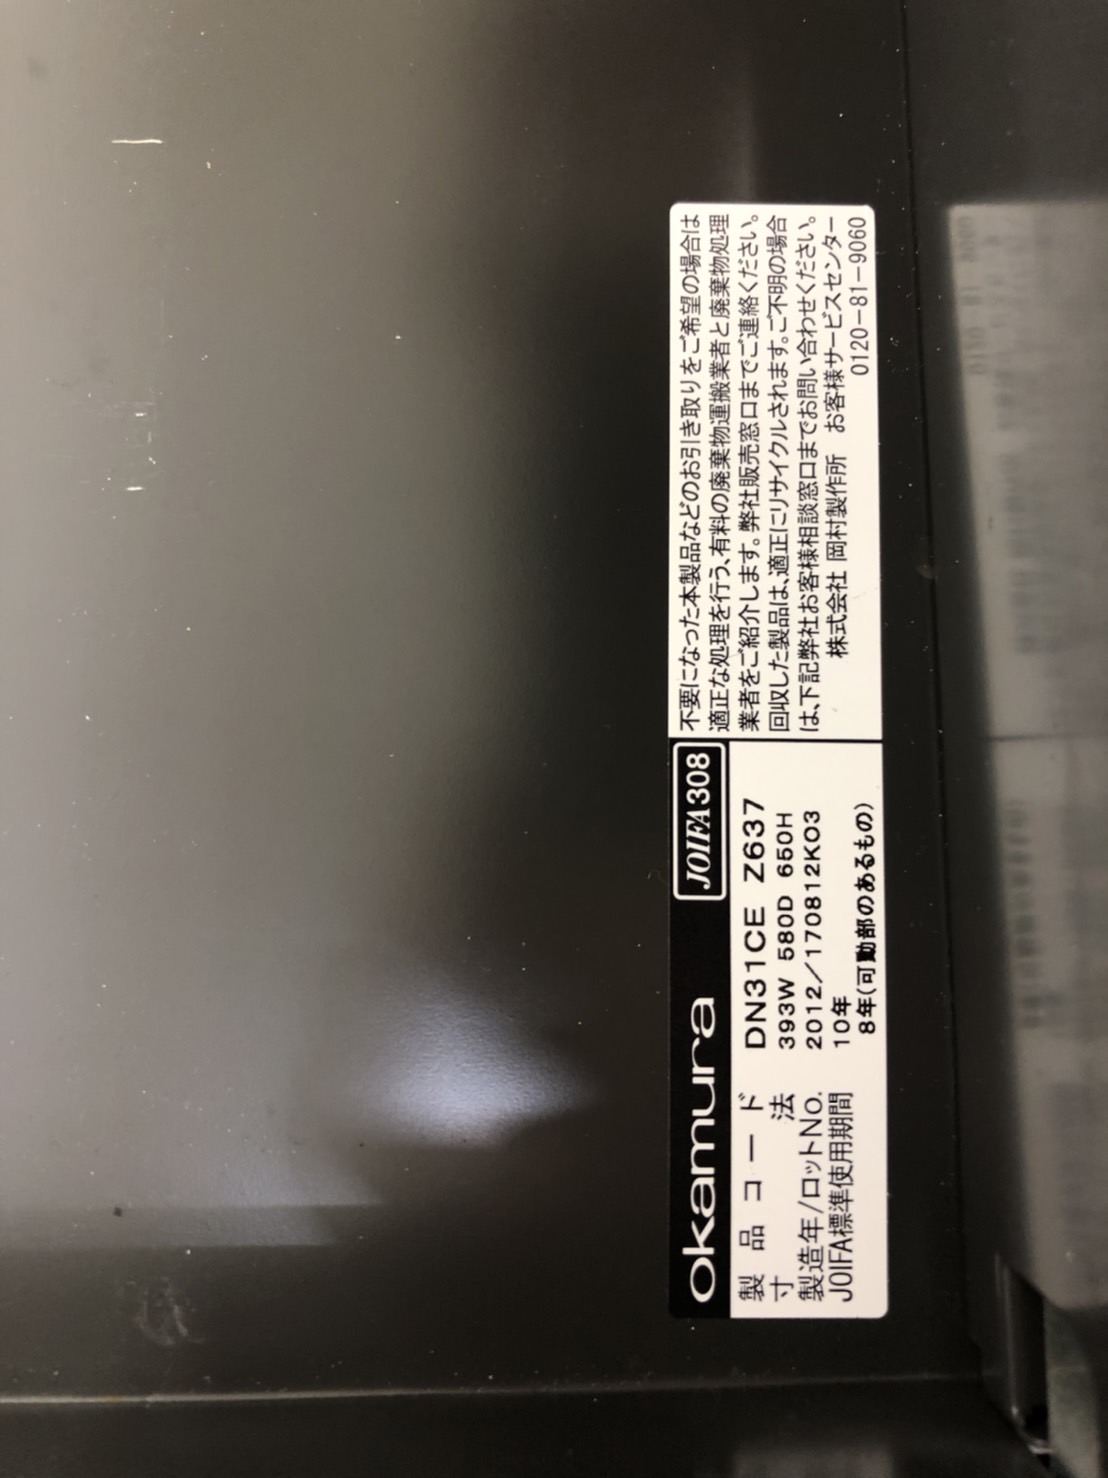 okamura JOIFA308
製品コード DN31CE Z637
寸法 393W 580D 650H
製造年/ロットNo. 2012/170812K03
JOIFA標準使用期間 10年
8年(可動部のあるもの)
不要になった本製品などのお引き取りをご希望の場合は
適正な処理を行う、有料の廃棄物運搬業者と廃棄物処理
業者をご紹介します。弊社販売窓口までご連絡ください。
回収した製品は、適正にリサイクルされます。ご不明の場合
は、下記弊社お客様相談窓口までお問い合わせください。
株式会社 岡村製作所 お客様サービスセンター
0120-81-9060